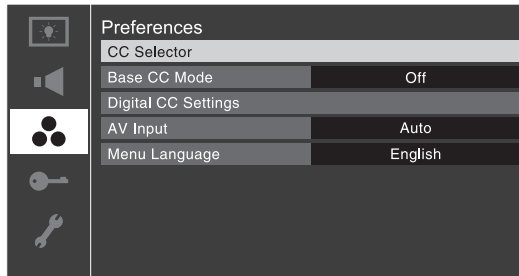 Preferences
CC Selector
Base CC Mode Off
Digital CC Settings
AV Input Auto
Menu Language English